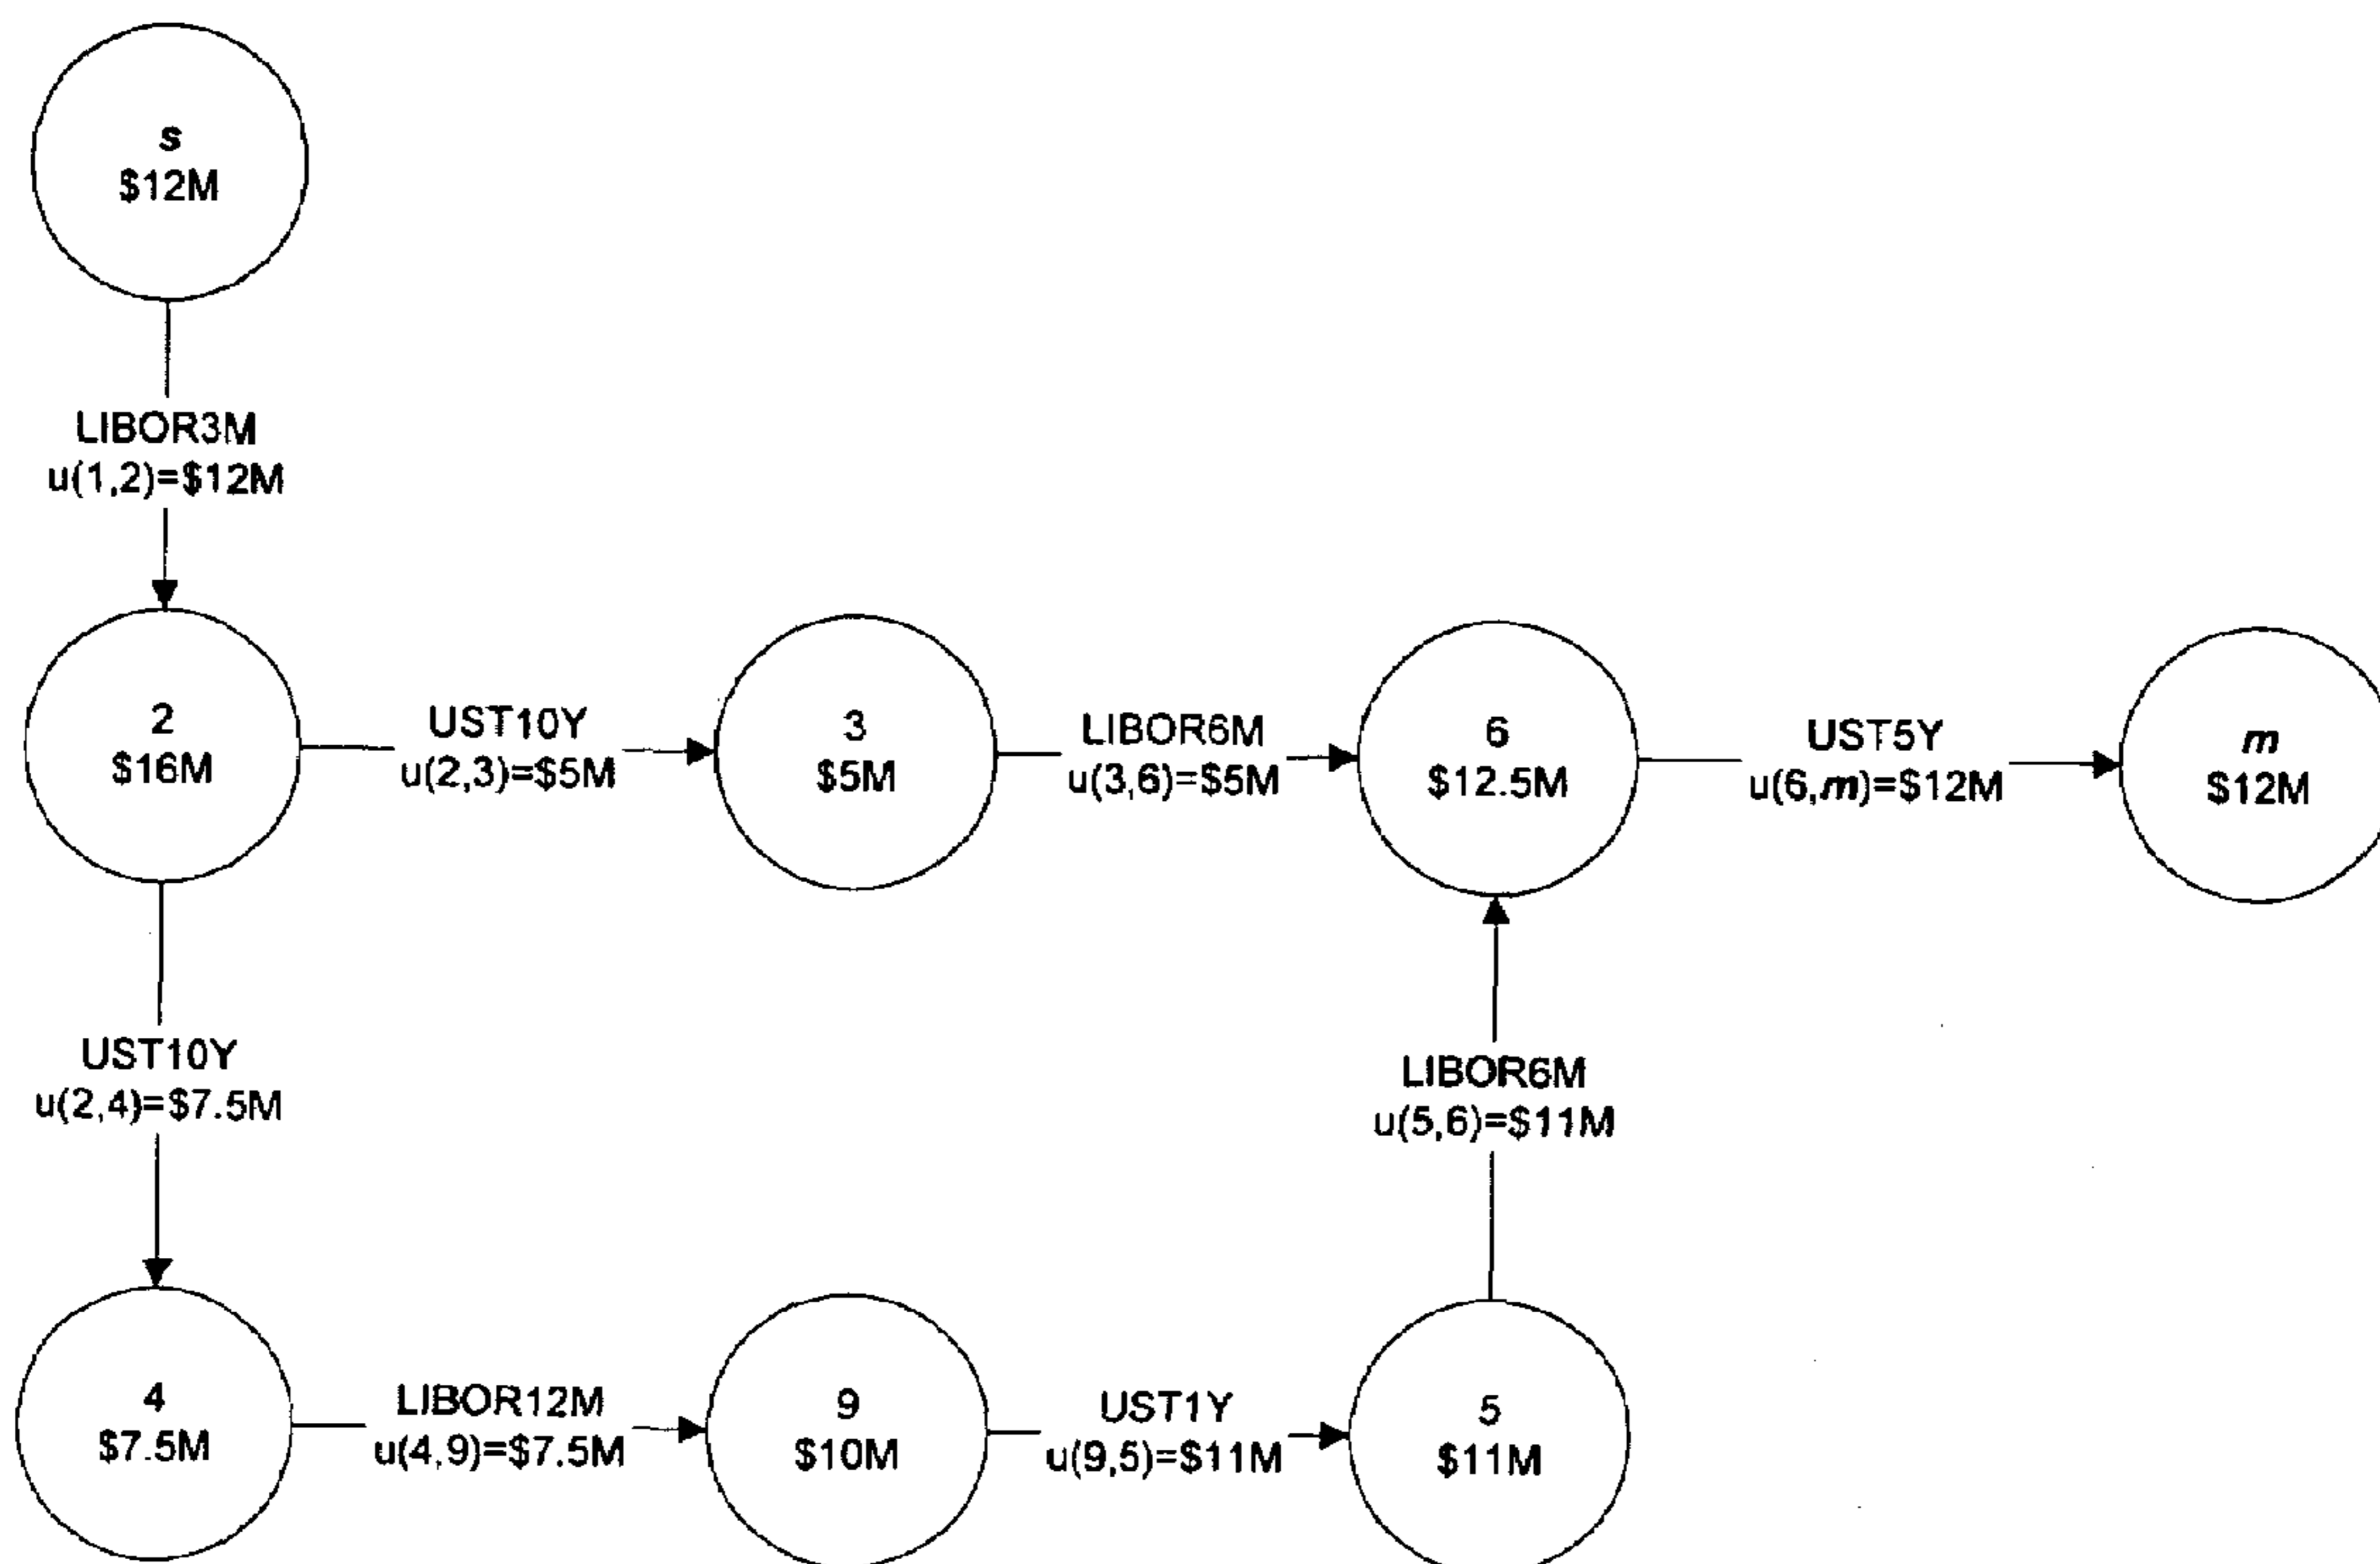 s
$12M
LIBOR3M
u(1,2)=$12M
2
$16M
UST10Y
u(2,3)=$5M
3
$5M
LIBOR6M
u(3,6)=$5M
6
$12.5M
UST5Y
u(6,m)=$12M
m
$12M
UST10Y
u(2,4)=$7.5M
LIBOR6M
u(5,6)=$11M
4
$7.5M
LIBOR12M
u(4,9)=$7.5M
9
$10M
UST1Y
u(9,5)=$11M
5
$11M